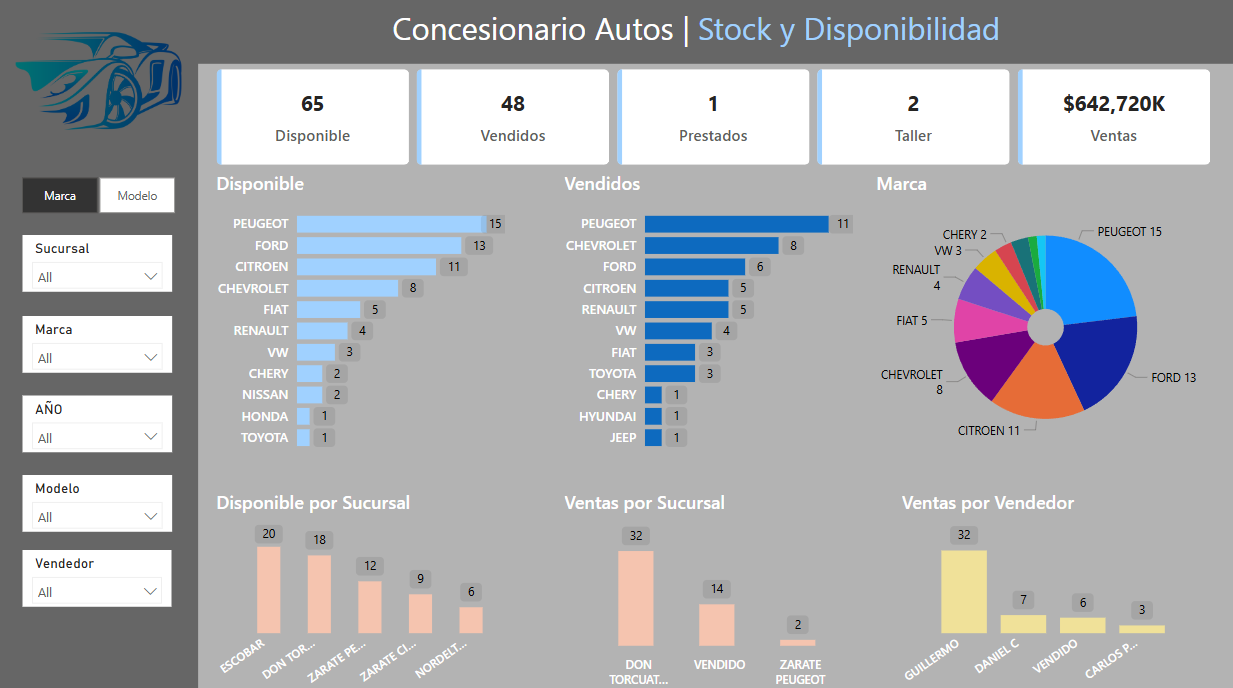 Concesionario Autos | Stock y Disponibilidad
65
Disponible
48
Vendidos
1
Prestados
2
Taller
$642,720K
Ventas
Marca
Modelo
Sucursal
All
Marca
All
AÑO
All
Modelo
All
Vendedor
All
Disponible
PEUGEOT 15
FORD 13
CITROEN 11
CHEVROLET 8
FIAT 5
RENAULT 4
VW 3
CHERY 2
NISSAN 2
HONDA 1
TOYOTA 1
Vendidos
PEUGEOT 11
CHEVROLET 8
FORD 6
CITROEN 5
RENAULT 5
VW 4
FIAT 3
TOYOTA 3
CHERY 1
HYUNDAI 1
JEEP 1
Marca
PEUGEOT 15
FORD 13
CITROEN 11
CHEVROLET
8
FIAT 5
RENAULT
4
VW 3
CHERY 2
Disponible por Sucursal
20
18
12
9
6
ESCOBAR
DON TOR...
ZARATE PE...
ZARATE CI...
NORDELT...
Ventas por Sucursal
32
14
2
DON
TORCUAT...
VENDIDO
ZARATE
PEUGEOT
Ventas por Vendedor
32
7
6
3
GUILLERMO
DANIEL C
VENDIDO
CARLOS P...